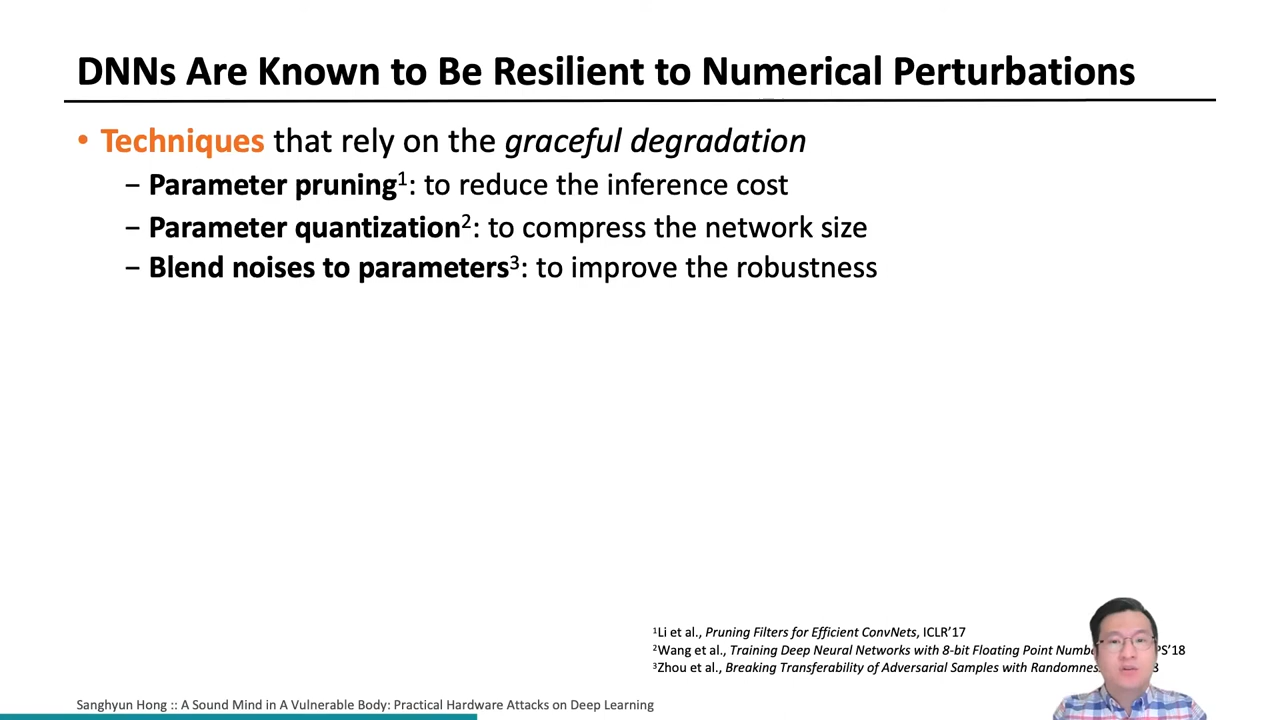 DNNs Are Known to Be Resilient to Numerical Perturbations
• Techniques that rely on the graceful degradation
– Parameter pruning¹: to reduce the inference cost
– Parameter quantization²: to compress the network size
– Blend noises to parameters³: to improve the robustness
¹Li et al., Pruning Filters for Efficient ConvNets, ICLR’17
²Wang et al., Training Deep Neural Networks with 8-bit Floating Point
³Zhou et al., Breaking Transferability of Adversarial Samples with
Sanghyun Hong :: A Sound Mind in A Vulnerable Body: Practical Hardware Attacks on Deep Learning